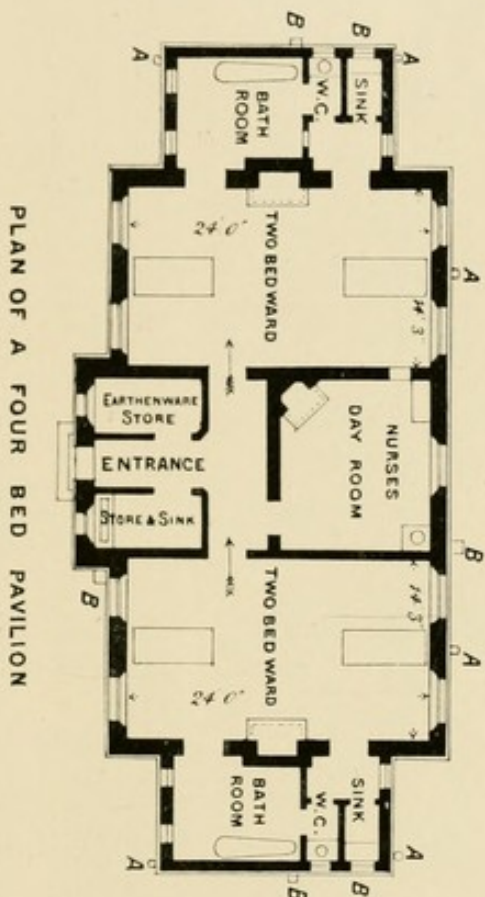 B
A
B
A
SINK
W.C.
BATH
ROOM
TWO BED WARD
24' 0"
14' 3"
A
EARTHENWARE
STORE
ENTRANCE
STORE & SINK
NURSES
DAY ROOM
B
B
TWO BED WARD
24' 0"
14' 3"
A
SINK
W.C.
BATH
ROOM
A
B
A
B
PLAN OF A FOUR BED PAVILION